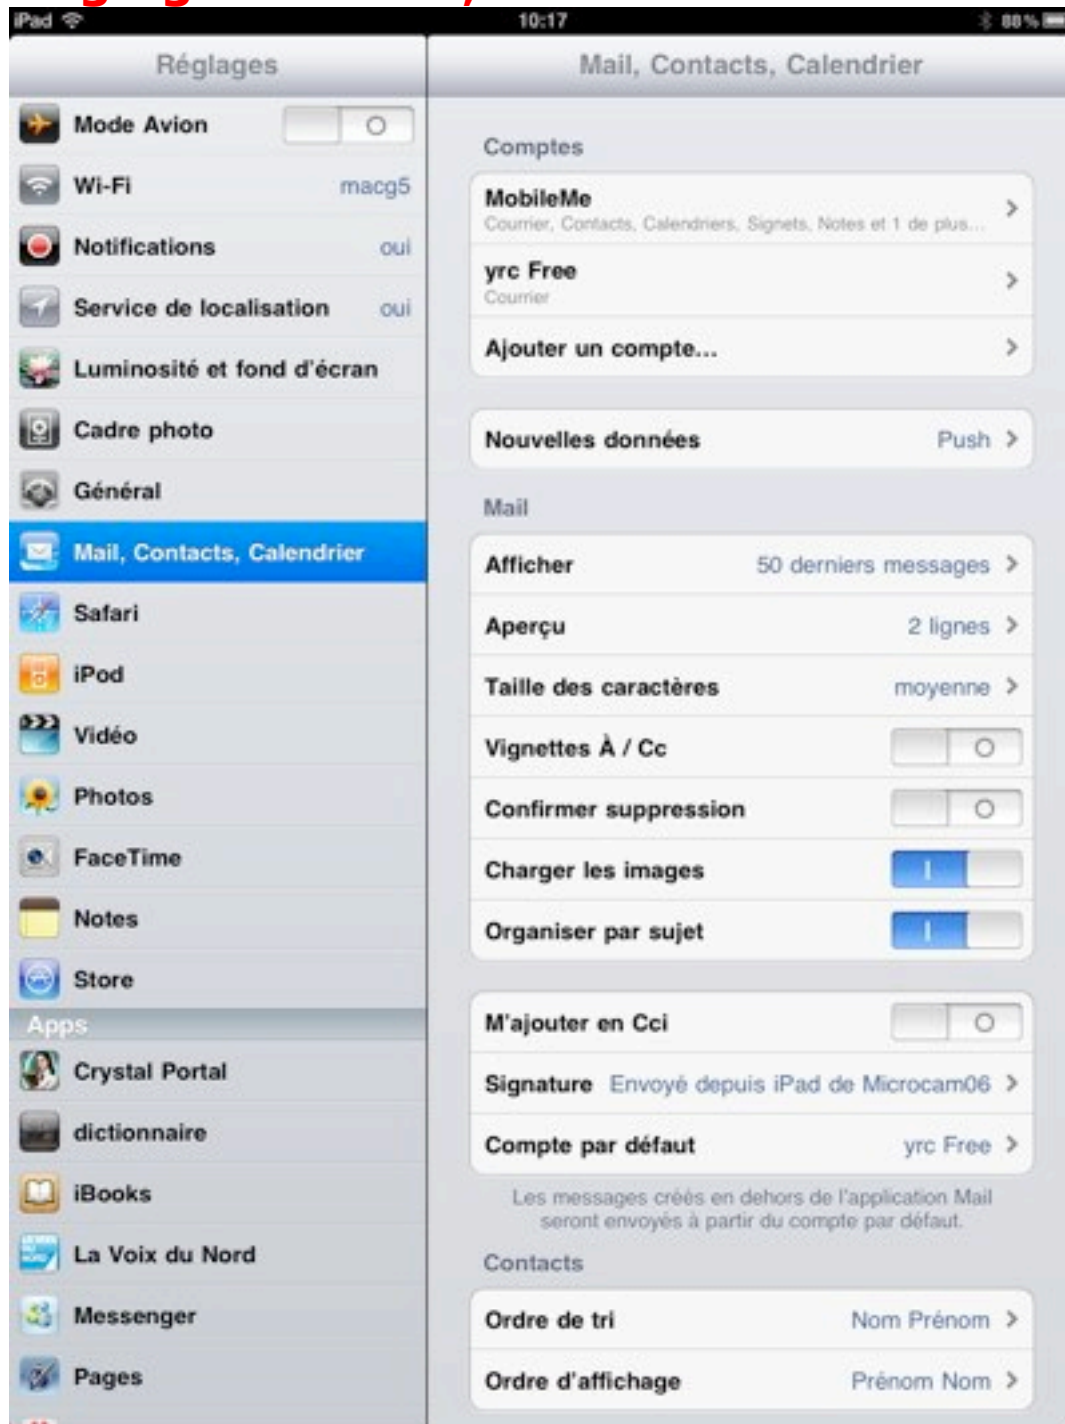 iPad
10:17
88 %
Réglages
Mode Avion
Wi-Fi macg5
Notifications oui
Service de localisation oui
Luminosité et fond d'écran
Cadre photo
Général
Mail, Contacts, Calendrier
Safari
iPod
Vidéo
Photos
FaceTime
Notes
Store
Apps
Crystal Portal
dictionnaire
iBooks
La Voix du Nord
Messenger
Pages
Mail, Contacts, Calendrier
Comptes
MobileMe
Courrier, Contacts, Calendriers, Signets, Notes et 1 de plus...
yrc Free
Courrier
Ajouter un compte...
Nouvelles données Push
Mail
Afficher 50 derniers messages
Aperçu 2 lignes
Taille des caractères moyenne
Vignettes À / Cc
Confirmer suppression
Charger les images
Organiser par sujet
M'ajouter en Cci
Signature Envoyé depuis iPad de Microcam06
Compte par défaut yrc Free
Les messages créés en dehors de l'application Mail
seront envoyés à partir du compte par défaut.
Contacts
Ordre de tri Nom Prénom
Ordre d'affichage Prénom Nom